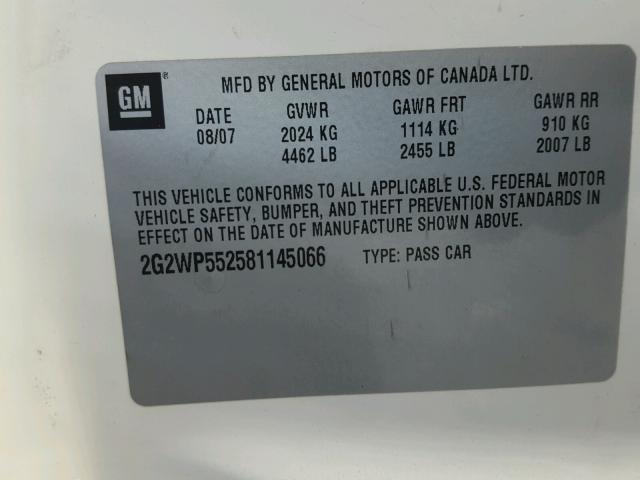 GM®
MFD BY GENERAL MOTORS OF CANADA LTD.
DATE GVWR GAWR FRT GAWR RR
08/07 2024 KG 1114 KG 910 KG
4462 LB 2455 LB 2007 LB
THIS VEHICLE CONFORMS TO ALL APPLICABLE U.S. FEDERAL MOTOR
VEHICLE SAFETY, BUMPER, AND THEFT PREVENTION STANDARDS IN
EFFECT ON THE DATE OF MANUFACTURE SHOWN ABOVE.
2G2WP552581145066 TYPE: PASS CAR